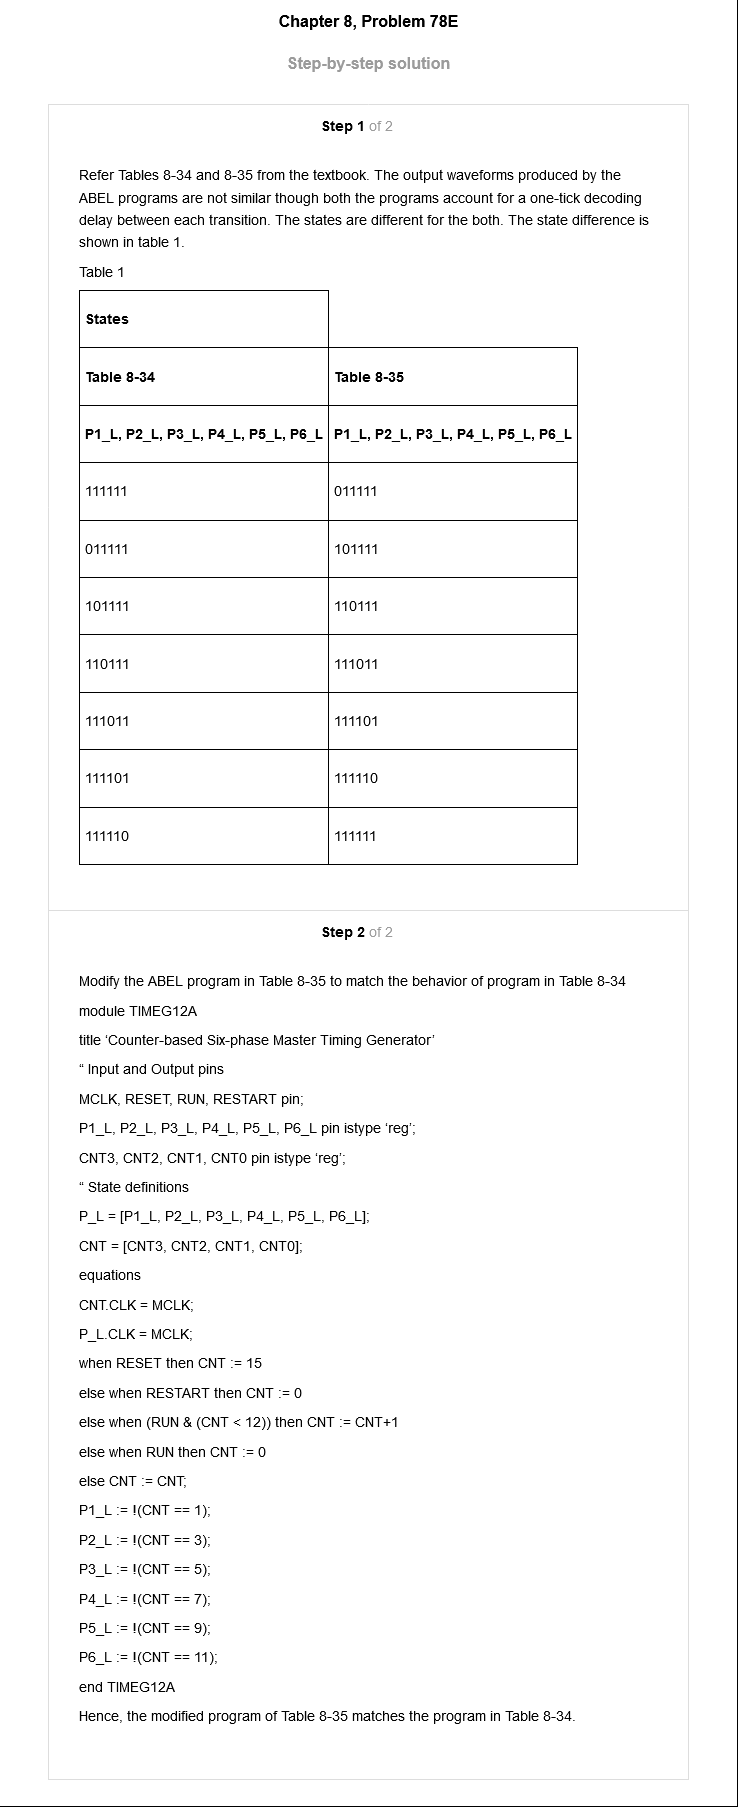 Chapter 8, Problem 78E
Step-by-step solution
Step 1 of 2
Refer Tables 8-34 and 8-35 from the textbook. The output waveforms produced by the
ABEL programs are not similar though both the programs account for a one-tick decoding
delay between each transition. The states are different for the both. The state difference is
shown in table 1.
Table 1
States
Table 8-34 Table 8-35
P1_L, P2_L, P3_L, P4_L, P5_L, P6_L P1_L, P2_L, P3_L, P4_L, P5_L, P6_L
111111 011111
011111 101111
101111 110111
110111 111011
111011 111101
111101 111110
111110 111111
Step 2 of 2
Modify the ABEL program in Table 8-35 to match the behavior of program in Table 8-34
module TIMEG12A
title ‘Counter-based Six-phase Master Timing Generator’
“ Input and Output pins
MCLK, RESET, RUN, RESTART pin;
P1_L, P2_L, P3_L, P4_L, P5_L, P6_L pin istype ‘reg’;
CNT3, CNT2, CNT1, CNT0 pin istype ‘reg’;
“ State definitions
P_L = [P1_L, P2_L, P3_L, P4_L, P5_L, P6_L];
CNT = [CNT3, CNT2, CNT1, CNT0];
equations
CNT.CLK = MCLK;
P_L.CLK = MCLK;
when RESET then CNT := 15
else when RESTART then CNT := 0
else when (RUN & (CNT < 12)) then CNT := CNT+1
else when RUN then CNT := 0
else CNT := CNT;
P1_L := !(CNT == 1);
P2_L := !(CNT == 3);
P3_L := !(CNT == 5);
P4_L := !(CNT == 7);
P5_L := !(CNT == 9);
P6_L := !(CNT == 11);
end TIMEG12A
Hence, the modified program of Table 8-35 matches the program in Table 8-34.